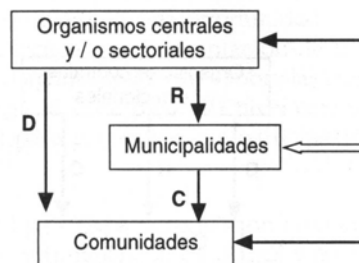 Organismos centrales
y / o sectoriales
D
R
Municipalidades
C
Comunidades